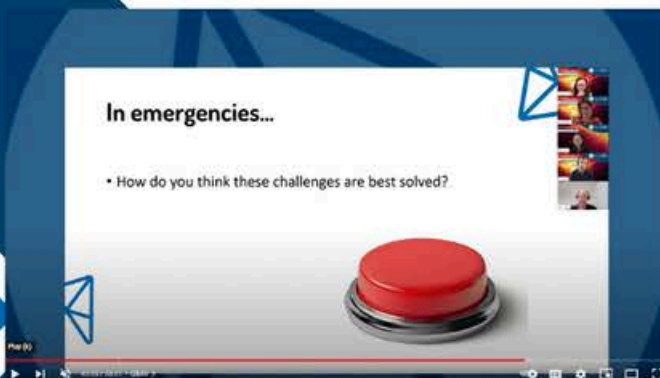 In emergencies...
• How do you think these challenges are best solved?
Play (k)